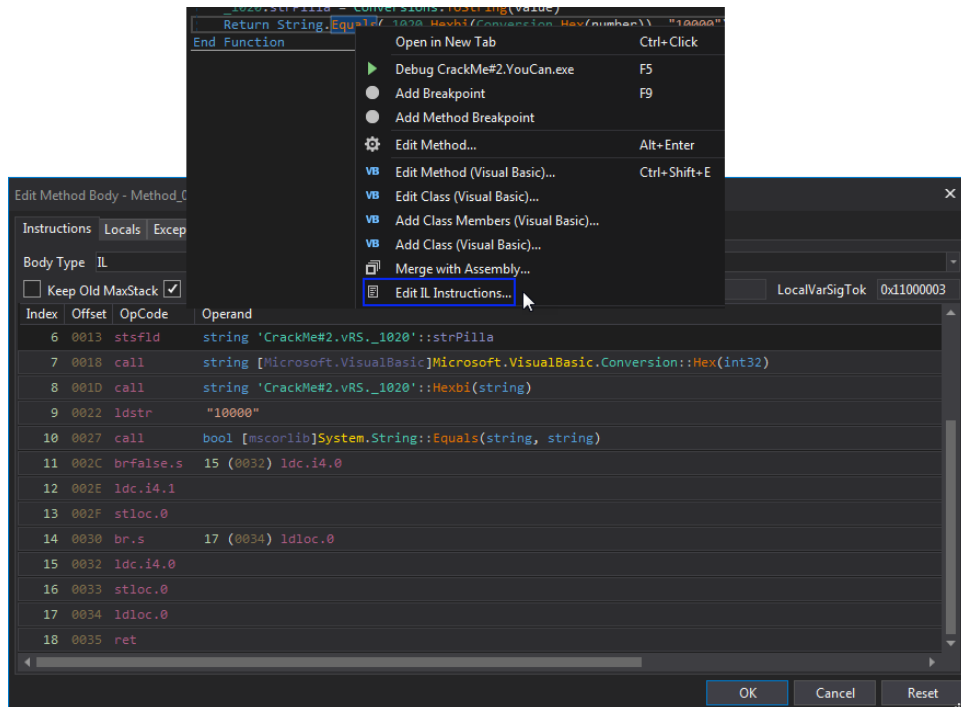 _1020.strPilla = Conversions.ToString(value)
Return String.Equals(_1020.Hexbi(Conversion.Hex(number)), "10000"
End Function
Open in New Tab Ctrl+Click
Debug CrackMe#2.YouCan.exe F5
Add Breakpoint F9
Add Method Breakpoint
Edit Method... Alt+Enter
VB Edit Method (Visual Basic)... Ctrl+Shift+E
VB Edit Class (Visual Basic)...
VB Add Class Members (Visual Basic)...
VB Add Class (Visual Basic)...
Merge with Assembly...
Edit IL Instructions...
Edit Method Body - Method_
Instructions Locals Excep
Body Type IL
Keep Old MaxStack LocalVarSigTok 0x11000003
Index Offset OpCode Operand
6 0013 stsfld string 'CrackMe#2.vRS._1020'::strPilla
7 0018 call string [Microsoft.VisualBasic]Microsoft.VisualBasic.Conversion::Hex(int32)
8 001D call string 'CrackMe#2.vRS._1020'::Hexbi(string)
9 0022 ldstr "10000"
10 0027 call bool [mscorlib]System.String::Equals(string, string)
11 002C brfalse.s 15 (0032) ldc.i4.0
12 002E ldc.i4.1
13 002F stloc.0
14 0030 br.s 17 (0034) ldloc.0
15 0032 ldc.i4.0
16 0033 stloc.0
17 0034 ldloc.0
18 0035 ret
OK Cancel Reset